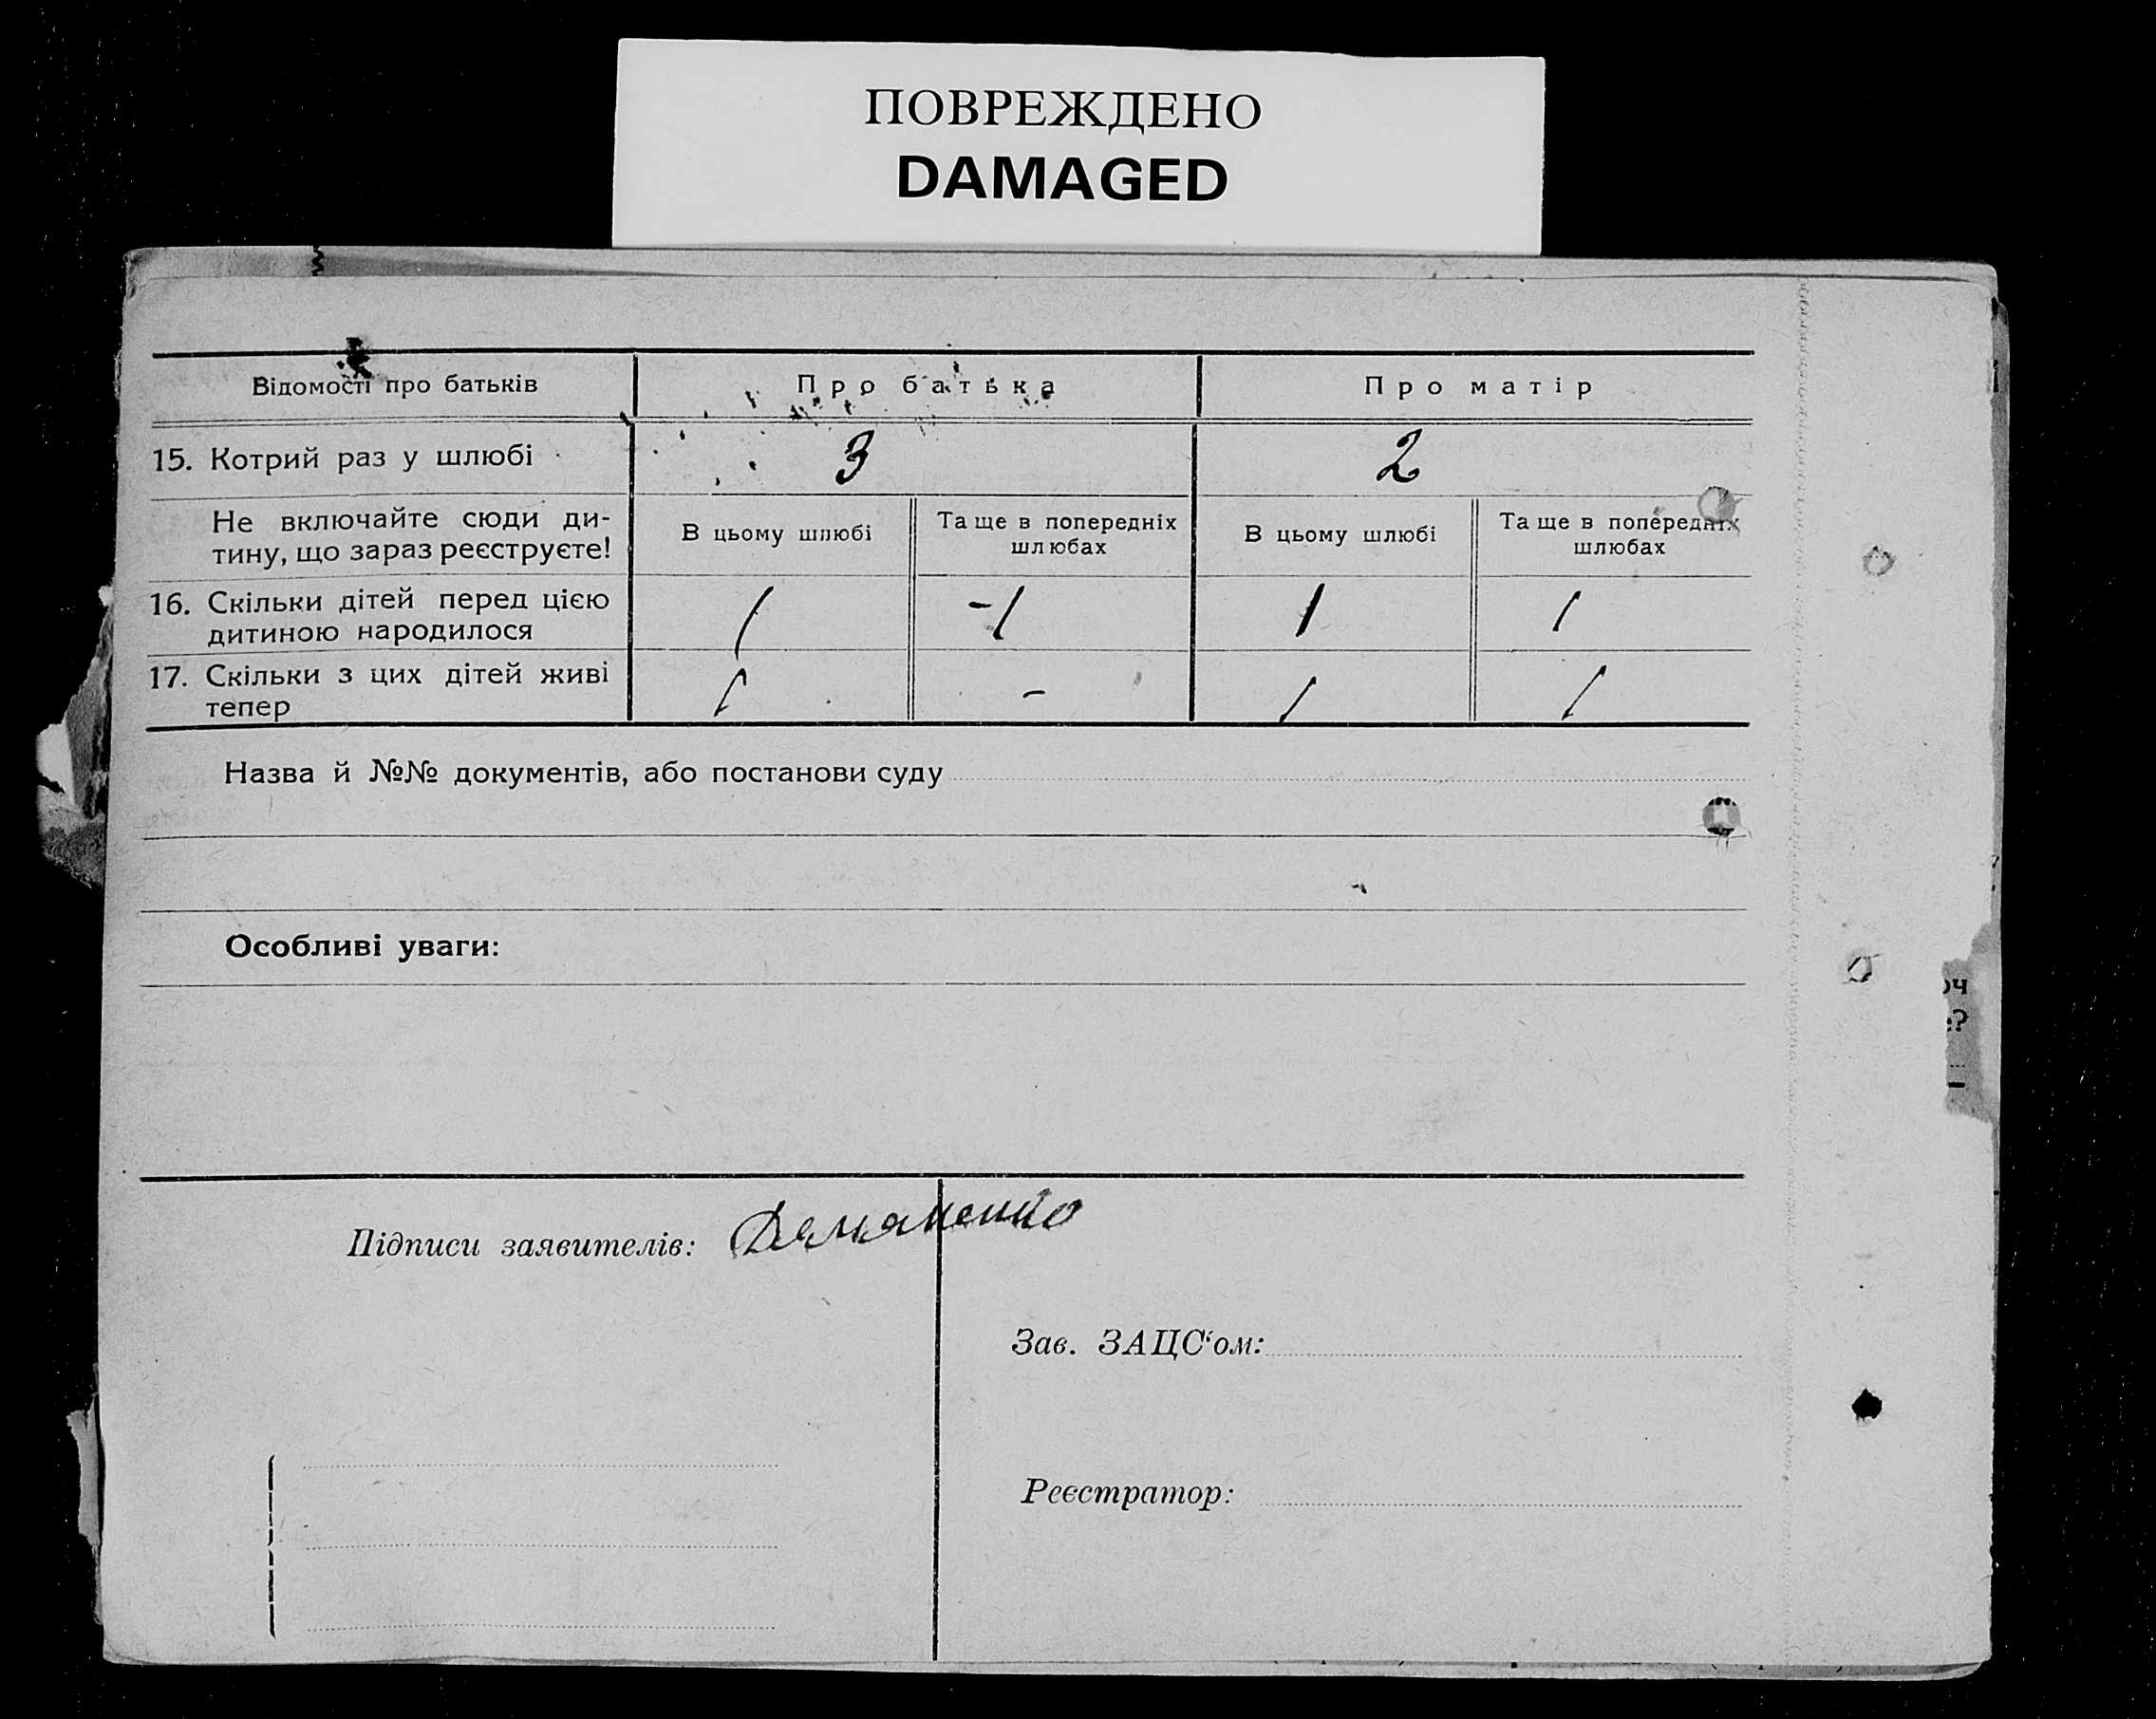 ПОВРЕЖДЕНО
DAMAGED
Відомості про батьків
Про батька
Про матір
15. Котрий раз у шлюбі
3
2
Не включайте сюди ди-
тину, що зараз реєструєте!
В цьому шлюбі
Та ще в попередніх
шлюбах
В цьому шлюбі
Та ще в попередніх
шлюбах
16. Скільки дітей перед цією
дитиною народилося
1
-1
1
1
17. Скільки з цих дітей живі
тепер
1
-
1
1
Назва й №№ документів, або постанови суду
Особливі уваги:
Підписи заявителів:
Зав. ЗАЦС‘ом:
Реєстратор: